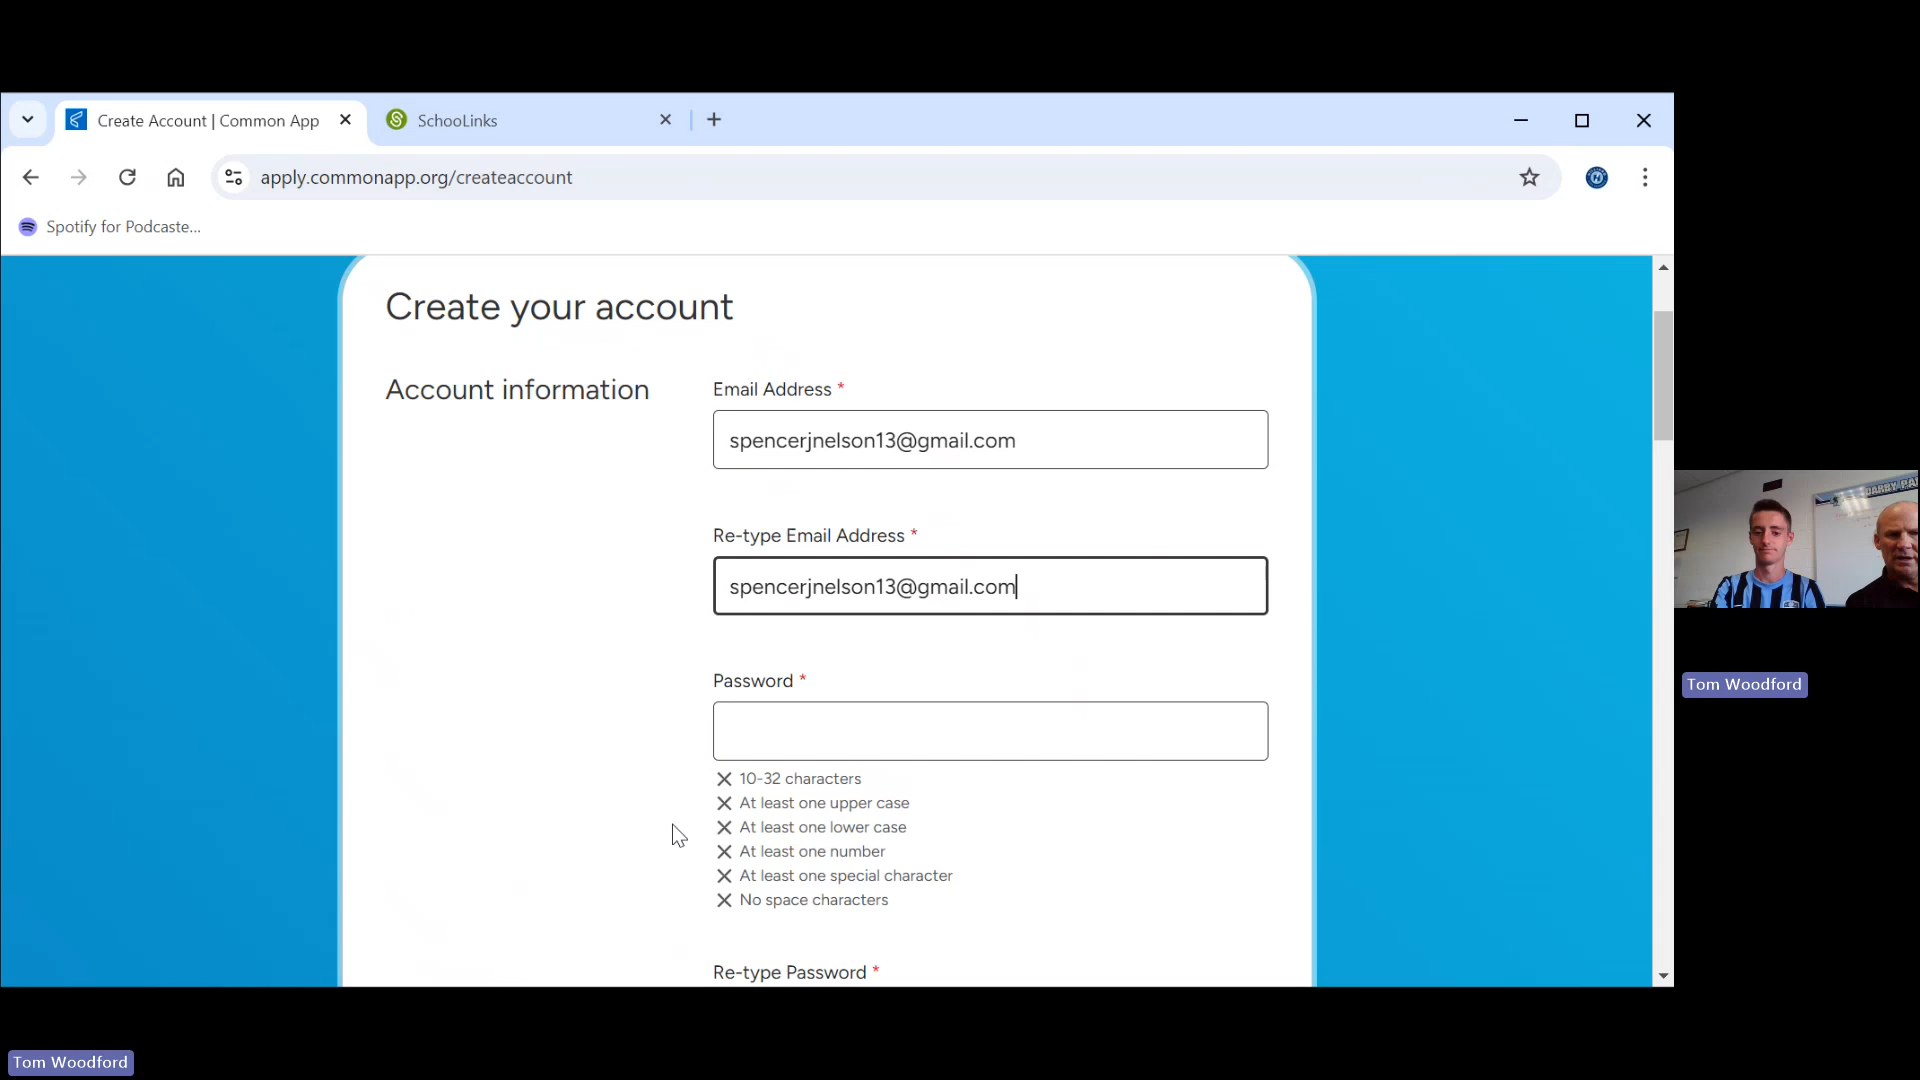 Create Account | Common App
SchooLinks
apply.commonapp.org/createaccount
Spotify for Podcaste...
Create your account
Account information
Email Address *
spencerjnelson13@gmail.com
Re-type Email Address *
spencerjnelson13@gmail.com
Password *
10-32 characters
At least one upper case
At least one lower case
At least one number
At least one special character
No space characters
Re-type Password *
DARBY
Tom Woodford
Tom Woodford